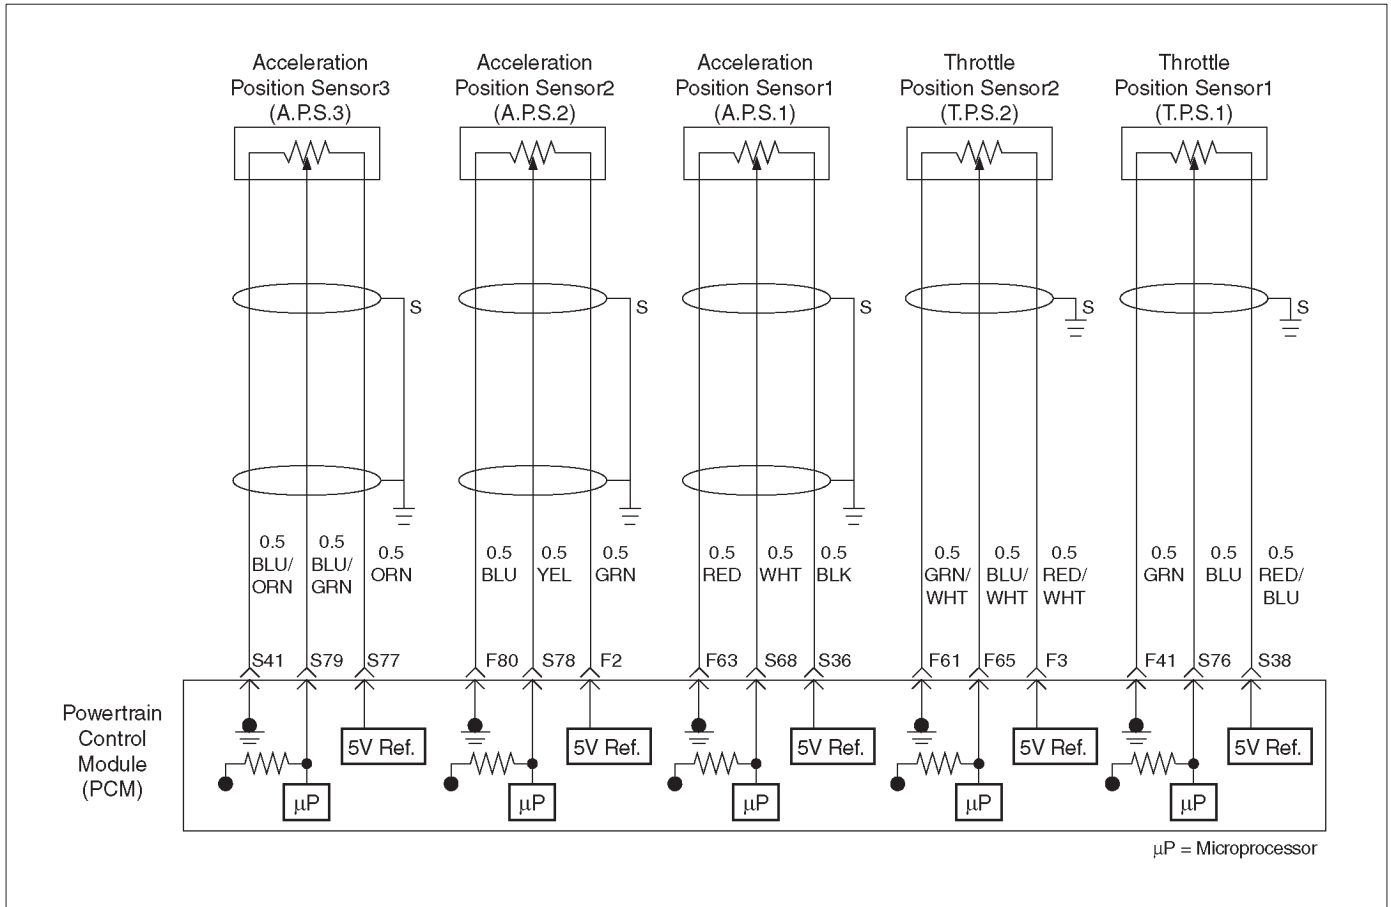 Acceleration
Position Sensor3
(A.P.S.3)
Acceleration
Position Sensor2
(A.P.S.2)
Acceleration
Position Sensor1
(A.P.S.1)
Throttle
Position Sensor2
(T.P.S.2)
Throttle
Position Sensor1
(T.P.S.1)
S
S
S
S
S
0.5
BLU/
ORN
0.5
BLU/
GRN
0.5
ORN
0.5
BLU
0.5
YEL
0.5
GRN
0.5
RED
0.5
WHT
0.5
BLK
0.5
GRN/
WHT
0.5
BLU/
WHT
0.5
RED/
WHT
0.5
GRN
0.5
BLU
0.5
RED/
BLU
S41
S79
S77
F80
S78
F2
F63
S68
S36
F61
F65
F3
F41
S76
S38
Powertrain
Control
Module
(PCM)
5V Ref.
5V Ref.
5V Ref.
5V Ref.
5V Ref.
µP
µP
µP
µP
µP
µP = Microprocessor